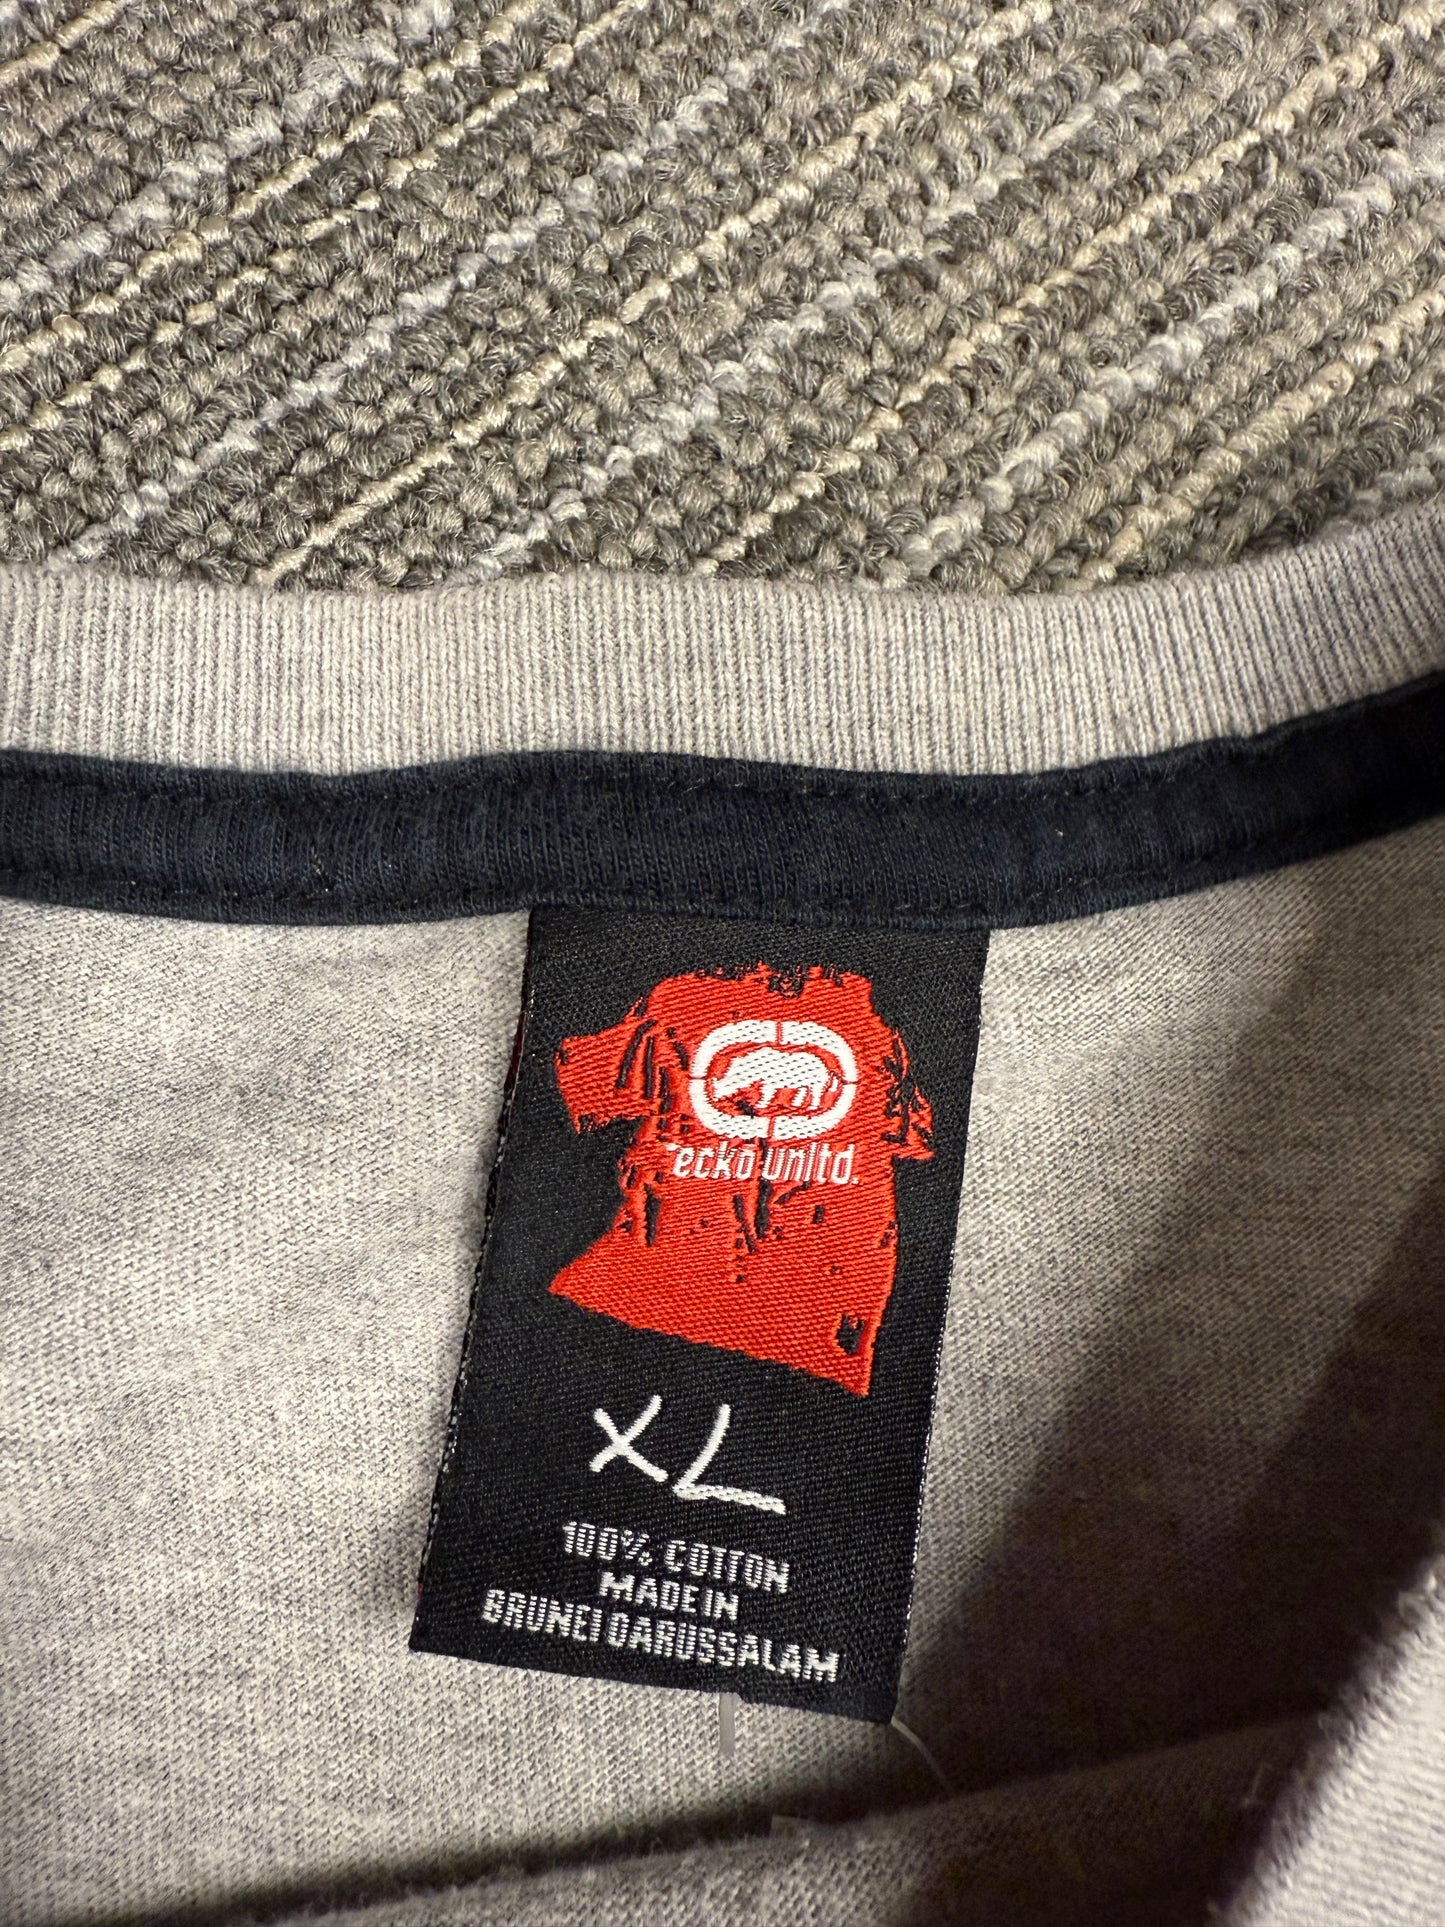 ecko unltd.
XL
100% COTTON
MADE IN
BRUNEI DARUSSALAM